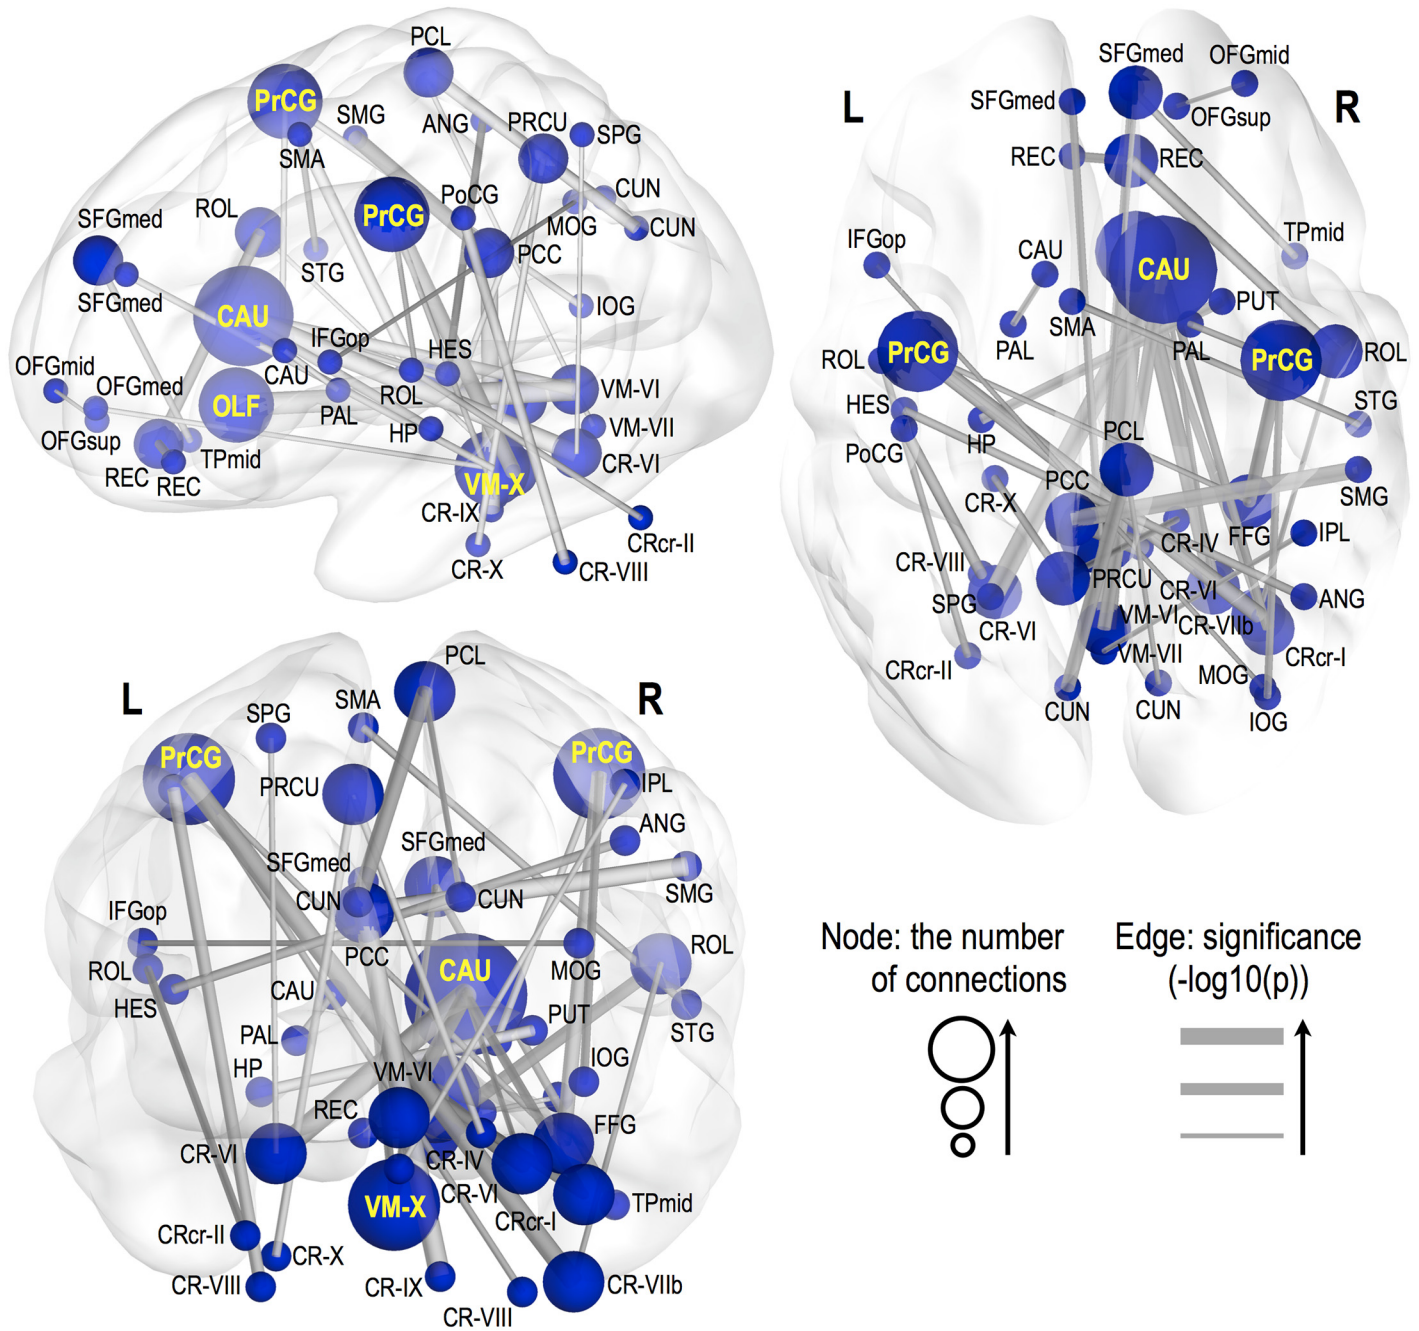 PCL
PrCG
SMG
ANG
PRCU
SPG
SMA
PoCG
CUN
ROL
PrCG
MOG
CUN
SFGmed
PCC
STG
SFGmed
CAU
IOG
IFGop
HES
OFGmid
OFGmed
CAU
ROL
VM-VI
OLF
PAL
OFGsup
HP
VM-VII
REC
TPmid
CR-VI
REC
VM-X
CR-IX
CRcr-II
CR-X
CR-VIII
SFGmed
OFGmid
L
SFGmed
R
OFGsup
REC
REC
IFGop
TPmid
CAU
CAU
PUT
SMA
PrCG
PAL
PAL
PrCG
ROL
ROL
HES
STG
PoCG
HP
PCL
PCC
SMG
CR-X
FFG
IPL
CR-IV
CR-VIII
PRCU
CR-VI
ANG
SPG
VM-VI
CR-VIIb
CR-VI
VM-VII
CRcr-I
CRcr-II
MOG
CUN
CUN
IOG
PCL
L
R
SMA
SPG
PrCG
PrCG
PRCU
IPL
ANG
SFGmed
SFGmed
CUN
CUN
SMG
IFGop
ROL
PCC
MOG
ROL
CAU
HES
CAU
PUT
STG
PAL
HP
VM-VI
IOG
REC
FFG
CR-VI
CR-IV
CR-VI
VM-X
TPmid
CRcr-I
CRcr-II
CR-X
CR-VIII
CR-IX
CR-VIIb
CR-VIII
Node: the number
of connections
Edge: significance
(-log10(p))